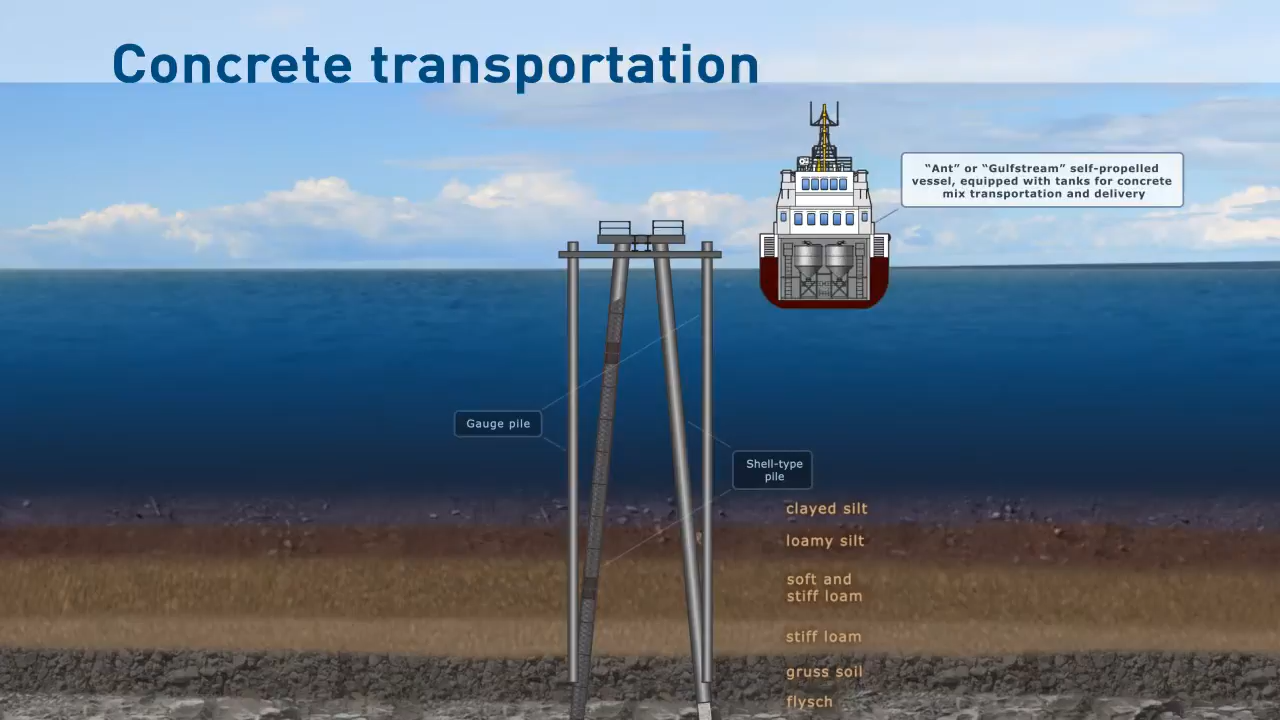 Concrete transportation
“Ant” or “Gulfstream” self-propelled
vessel, equipped with tanks for concrete
mix transportation and delivery
Gauge pile
Shell-type
pile
clayed silt
loamy silt
soft and
stiff loam
stiff loam
gruss soil
flysch